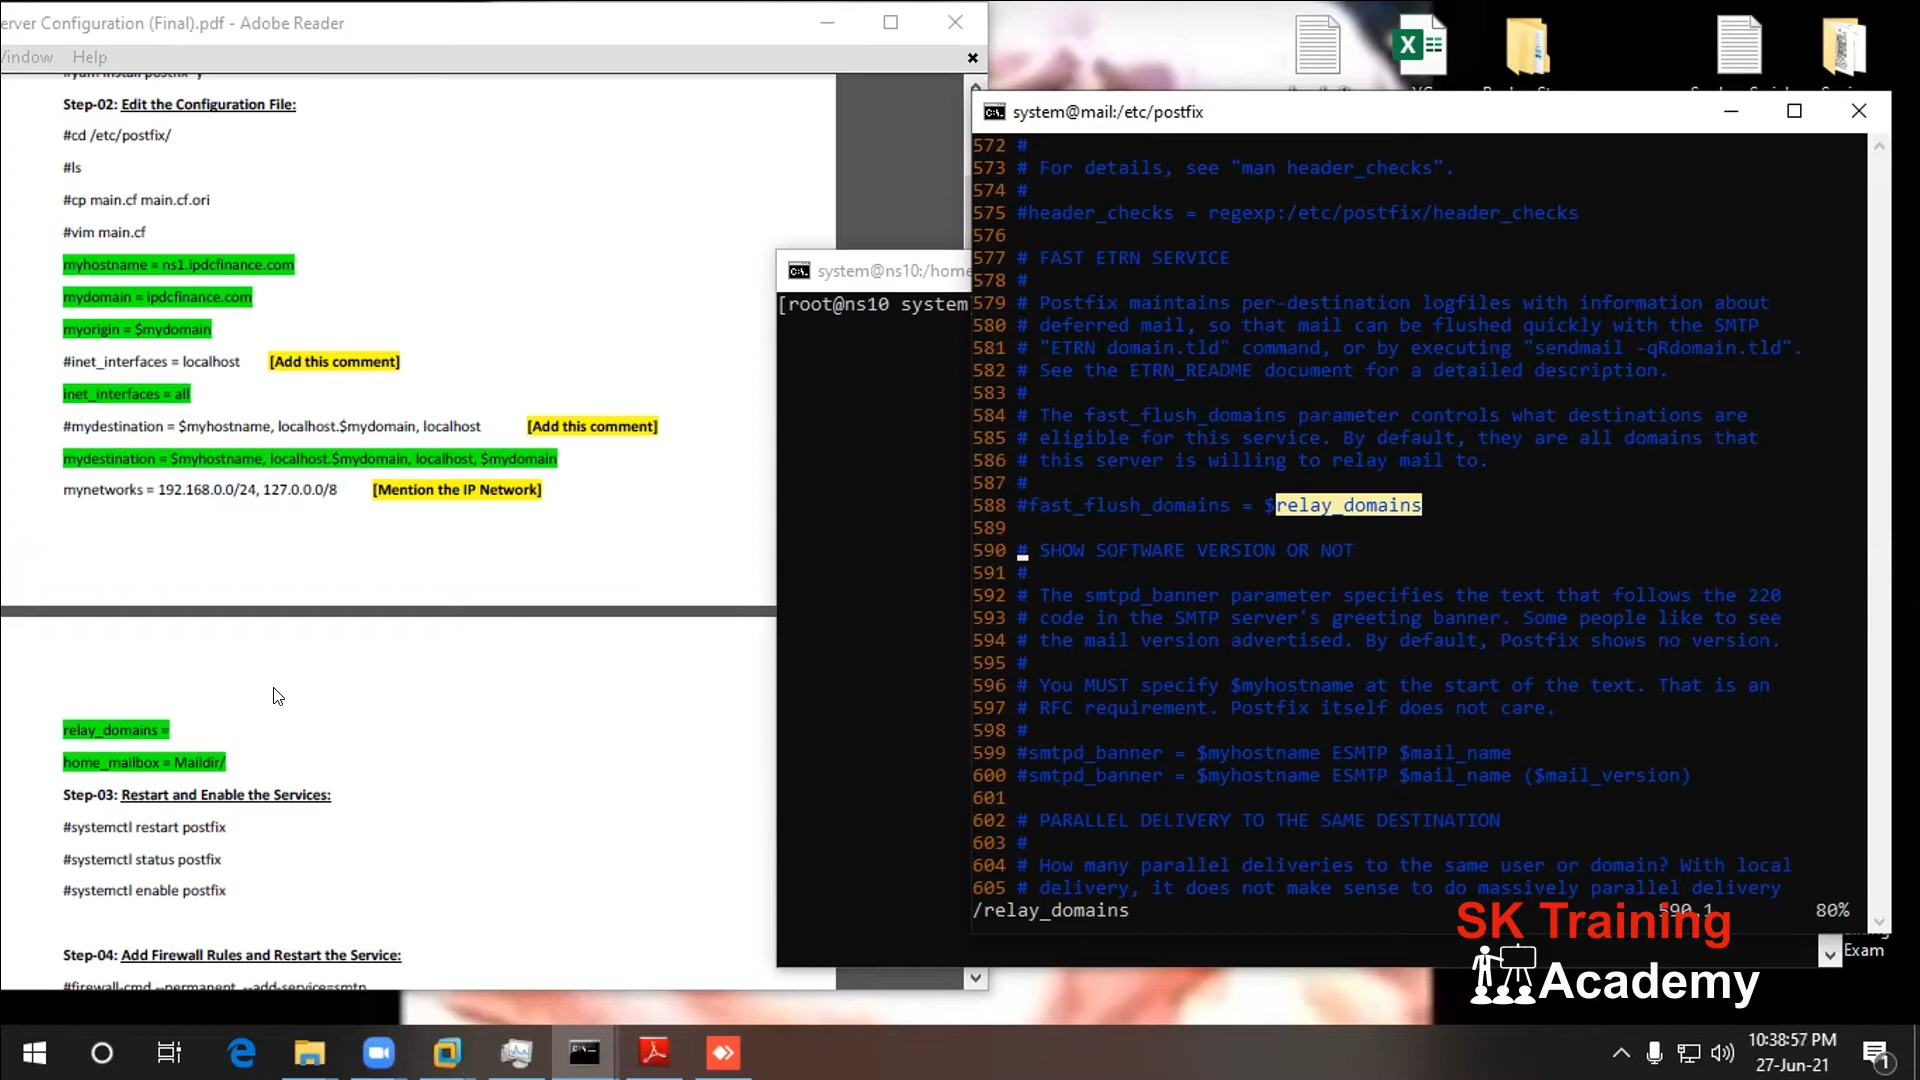 erver Configuration (Final).pdf - Adobe Reader
Window Help
#yum install postfix -y
Step-02: Edit the Configuration File:
#cd /etc/postfix/
#ls
#cp main.cf main.cf.ori
#vim main.cf
myhostname = ns1.ipdcfinance.com
mydomain = ipdcfinance.com
myorigin = $mydomain
#inet_interfaces = localhost [Add this comment]
inet_interfaces = all
#mydestination = $myhostname, localhost.$mydomain, localhost [Add this comment]
mydestination = $myhostname, localhost.$mydomain, localhost, $mydomain
mynetworks = 192.168.0.0/24, 127.0.0.0/8 [Mention the IP Network]
relay_domains =
home_mailbox = Maildir/
Step-03: Restart and Enable the Services:
#systemctl restart postfix
#systemctl status postfix
#systemctl enable postfix
Step-04: Add Firewall Rules and Restart the Service:
#firewall-cmd --permanent --add-service=smtp
system@ns10:/home
[root@ns10 system
system@mail:/etc/postfix
572 #
573 # For details, see "man header_checks".
574 #
575 #header_checks = regexp:/etc/postfix/header_checks
576
577 # FAST ETRN SERVICE
578 #
579 # Postfix maintains per-destination logfiles with information about
580 # deferred mail, so that mail can be flushed quickly with the SMTP
581 # "ETRN domain.tld" command, or by executing "sendmail -qRdomain.tld".
582 # See the ETRN_README document for a detailed description.
583 #
584 # The fast_flush_domains parameter controls what destinations are
585 # eligible for this service. By default, they are all domains that
586 # this server is willing to relay mail to.
587 #
588 #fast_flush_domains = $relay_domains
589
590 # SHOW SOFTWARE VERSION OR NOT
591 #
592 # The smtpd_banner parameter specifies the text that follows the 220
593 # code in the SMTP server's greeting banner. Some people like to see
594 # the mail version advertised. By default, Postfix shows no version.
595 #
596 # You MUST specify $myhostname at the start of the text. That is an
597 # RFC requirement. Postfix itself does not care.
598 #
599 #smtpd_banner = $myhostname ESMTP $mail_name
600 #smtpd_banner = $myhostname ESMTP $mail_name ($mail_version)
601
602 # PARALLEL DELIVERY TO THE SAME DESTINATION
603 #
604 # How many parallel deliveries to the same user or domain? With local
605 # delivery, it does not make sense to do massively parallel delivery
/relay_domains 590,1 80%
SK Training
Academy
Exam
10:38:57 PM
27-Jun-21
1